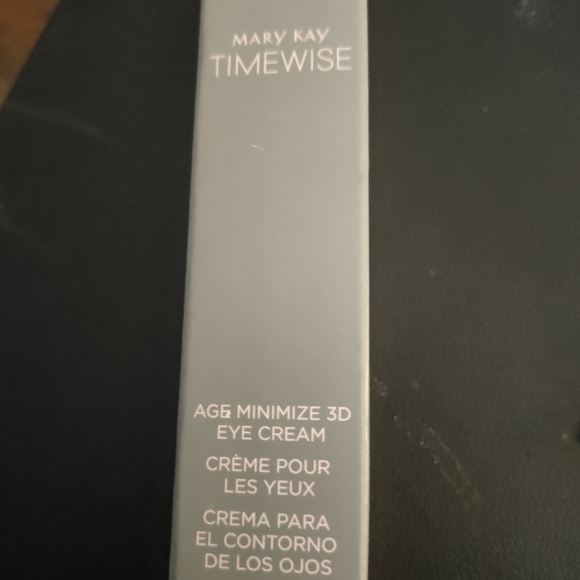 MARY KAY
TIMEWISE
AGE MINIMIZE 3D
EYE CREAM
CRÈME POUR
LES YEUX
CREMA PARA
EL CONTORNO
DE LOS OJOS